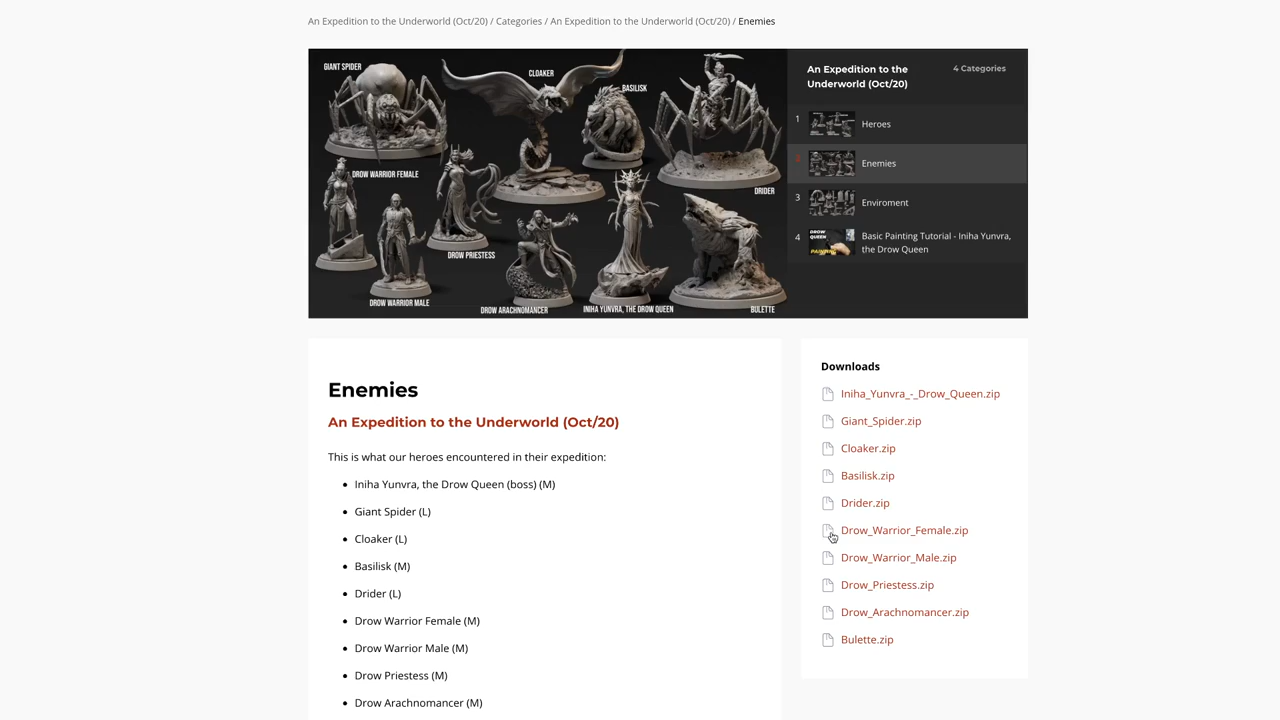 An Expedition to the Underworld (Oct/20) / Categories / An Expedition to the Underworld (Oct/20) / Enemies
GIANT SPIDER
CLOAKER
BASILISK
DRIDER
DROW WARRIOR FEMALE
DROW PRIESTESS
DROW WARRIOR MALE
DROW ARACHNOMANCER
INIHA YUNVRA, THE DROW QUEEN
BULETTE
An Expedition to the
Underworld (Oct/20)
4 Categories
1
Heroes
Enemies
3
Enviroment
4
DROW
QUEEN
Basic Painting Tutorial - Iniha Yunvra,
the Drow Queen
Enemies
An Expedition to the Underworld (Oct/20)
This is what our heroes encountered in their expedition:
• Iniha Yunvra, the Drow Queen (boss) (M)
• Giant Spider (L)
• Cloaker (L)
• Basilisk (M)
• Drider (L)
• Drow Warrior Female (M)
• Drow Warrior Male (M)
• Drow Priestess (M)
• Drow Arachnomancer (M)
Downloads
Iniha_Yunvra_-_Drow_Queen.zip
Giant_Spider.zip
Cloaker.zip
Basilisk.zip
Drider.zip
Drow_Warrior_Female.zip
Drow_Warrior_Male.zip
Drow_Priestess.zip
Drow_Arachnomancer.zip
Bulette.zip